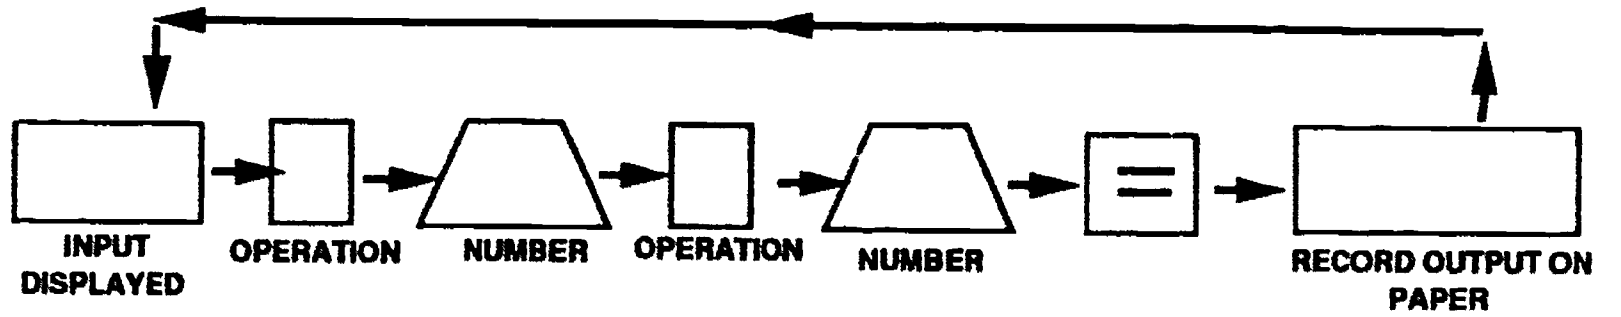 =
INPUT
DISPLAYED
OPERATION
NUMBER
OPERATION
NUMBER
RECORD OUTPUT ON
PAPER